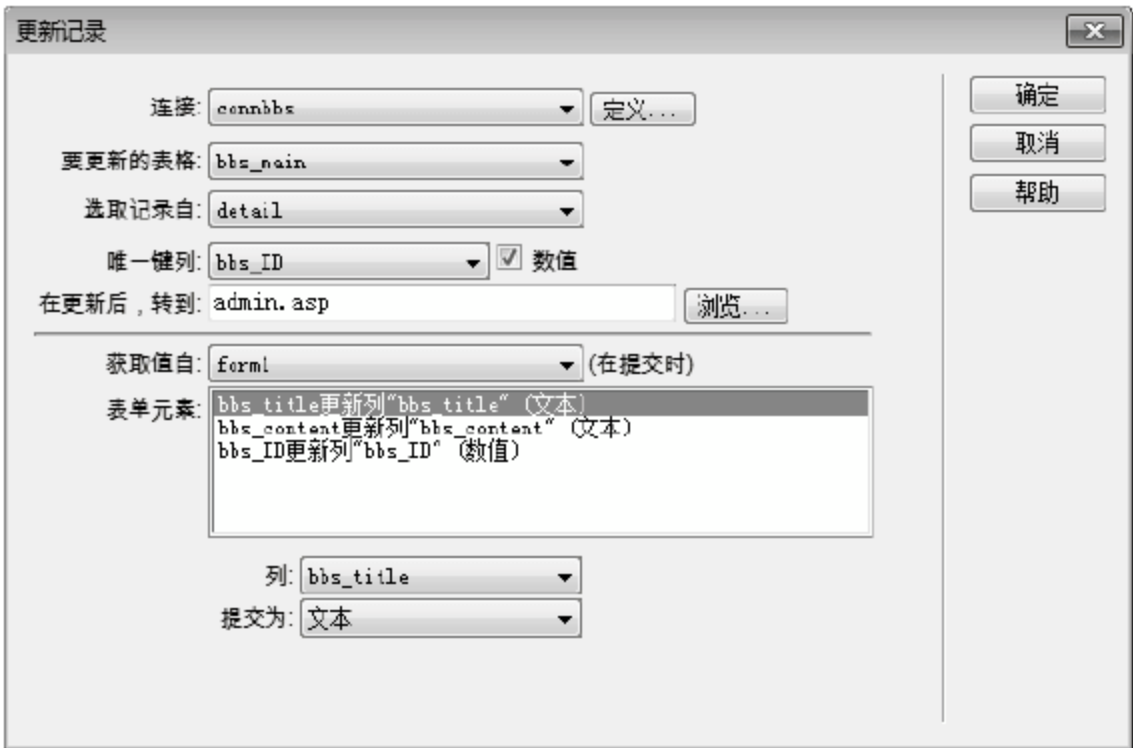 更新记录
连接: connbbs 定义...
确定
要更新的表格: bbs_main
取消
选取记录自: detail
帮助
唯一键列: bbs_ID 数值
在更新后，转到: admin.asp 浏览...
获取值自: form1 (在提交时)
表单元素: bbs_title更新列"bbs_title" (文本)
bbs_content更新列"bbs_content" (文本)
bbs_ID更新列"bbs_ID" (数值)
列: bbs_title
提交为: 文本